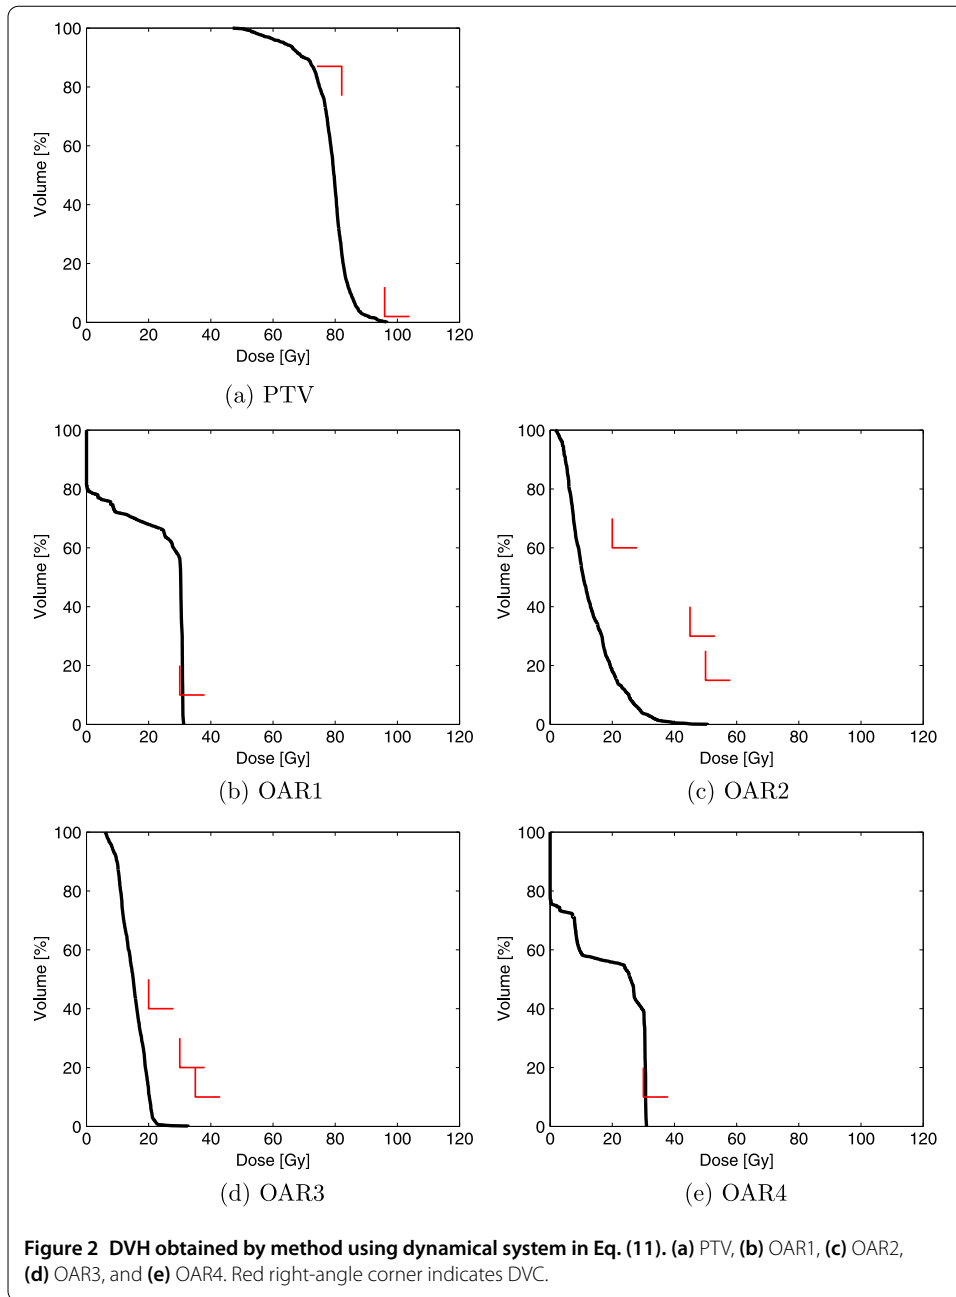 100
80
60
40
20
0
Volume [%]
0 20 40 60 80 100 120
Dose [Gy]
(a) PTV
100
80
60
40
20
0
Volume [%]
0 20 40 60 80 100 120
Dose [Gy]
(b) OAR1
100
80
60
40
20
0
Volume [%]
0 20 40 60 80 100 120
Dose [Gy]
(c) OAR2
100
80
60
40
20
0
Volume [%]
0 20 40 60 80 100 120
Dose [Gy]
(d) OAR3
100
80
60
40
20
0
Volume [%]
0 20 40 60 80 100 120
Dose [Gy]
(e) OAR4
Figure 2 DVH obtained by method using dynamical system in Eq. (11). (a) PTV, (b) OAR1, (c) OAR2,
(d) OAR3, and (e) OAR4. Red right-angle corner indicates DVC.